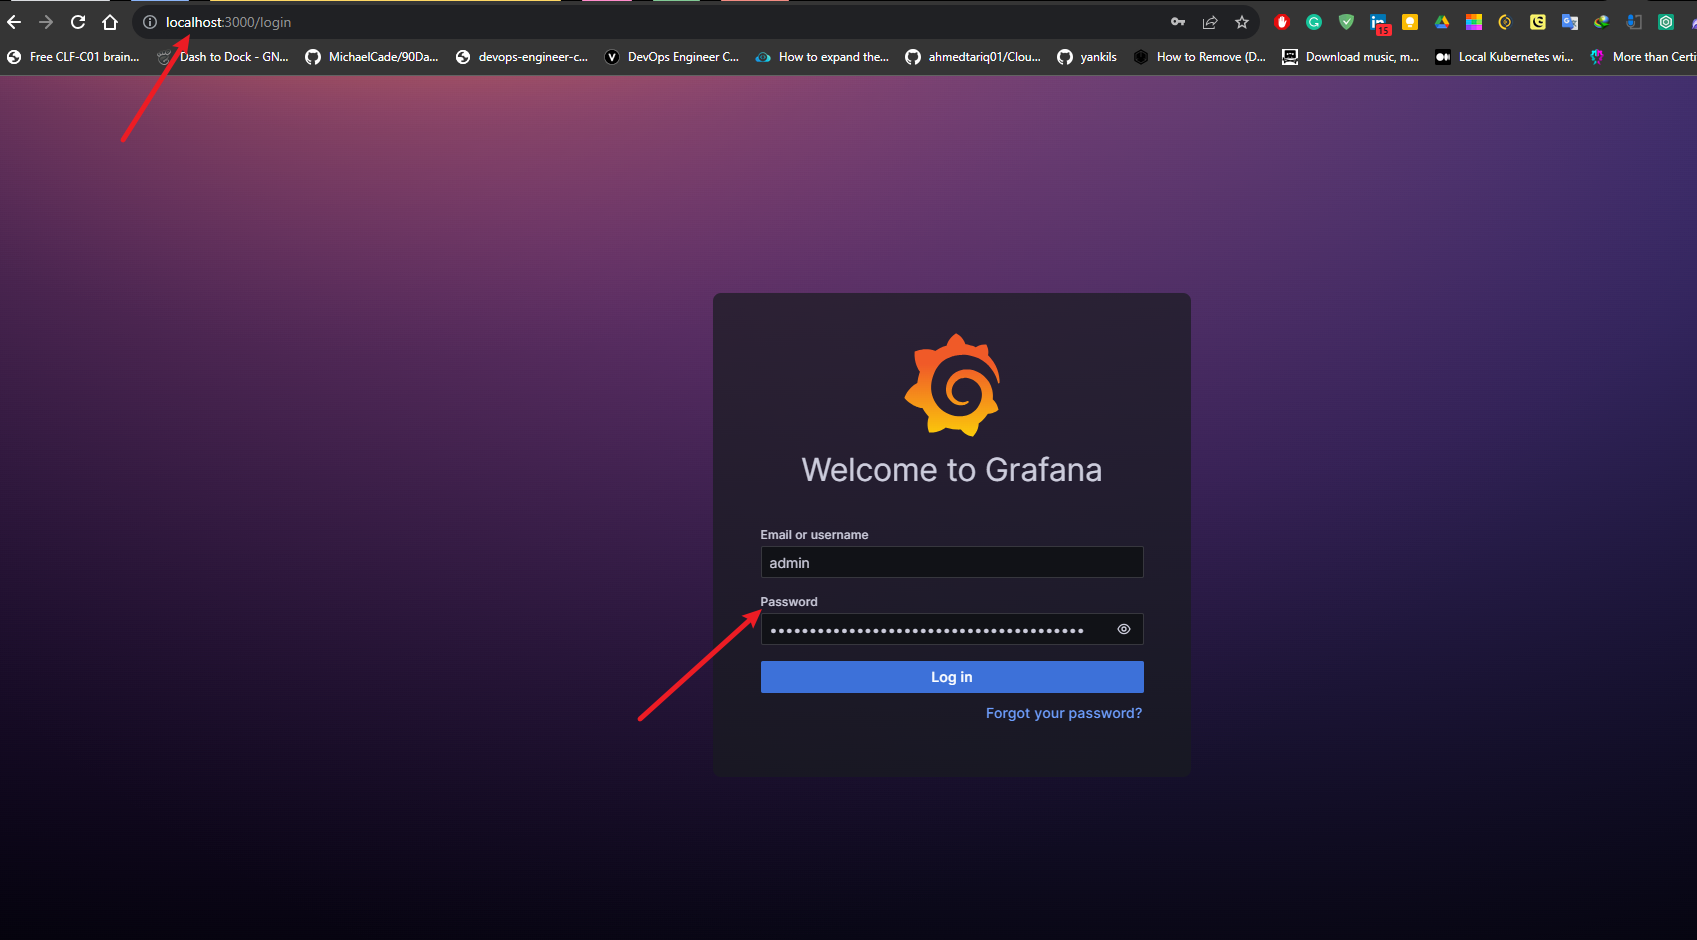 localhost:3000/login
15
Free CLF-C01 brain...
Dash to Dock - GN...
MichaelCade/90Da...
devops-engineer-c...
DevOps Engineer C...
How to expand the...
ahmedtariq01/Clou...
yankils
How to Remove (D...
Download music, m...
Local Kubernetes wi...
More than Certi
Welcome to Grafana
Email or username
admin
Password
Log in
Forgot your password?